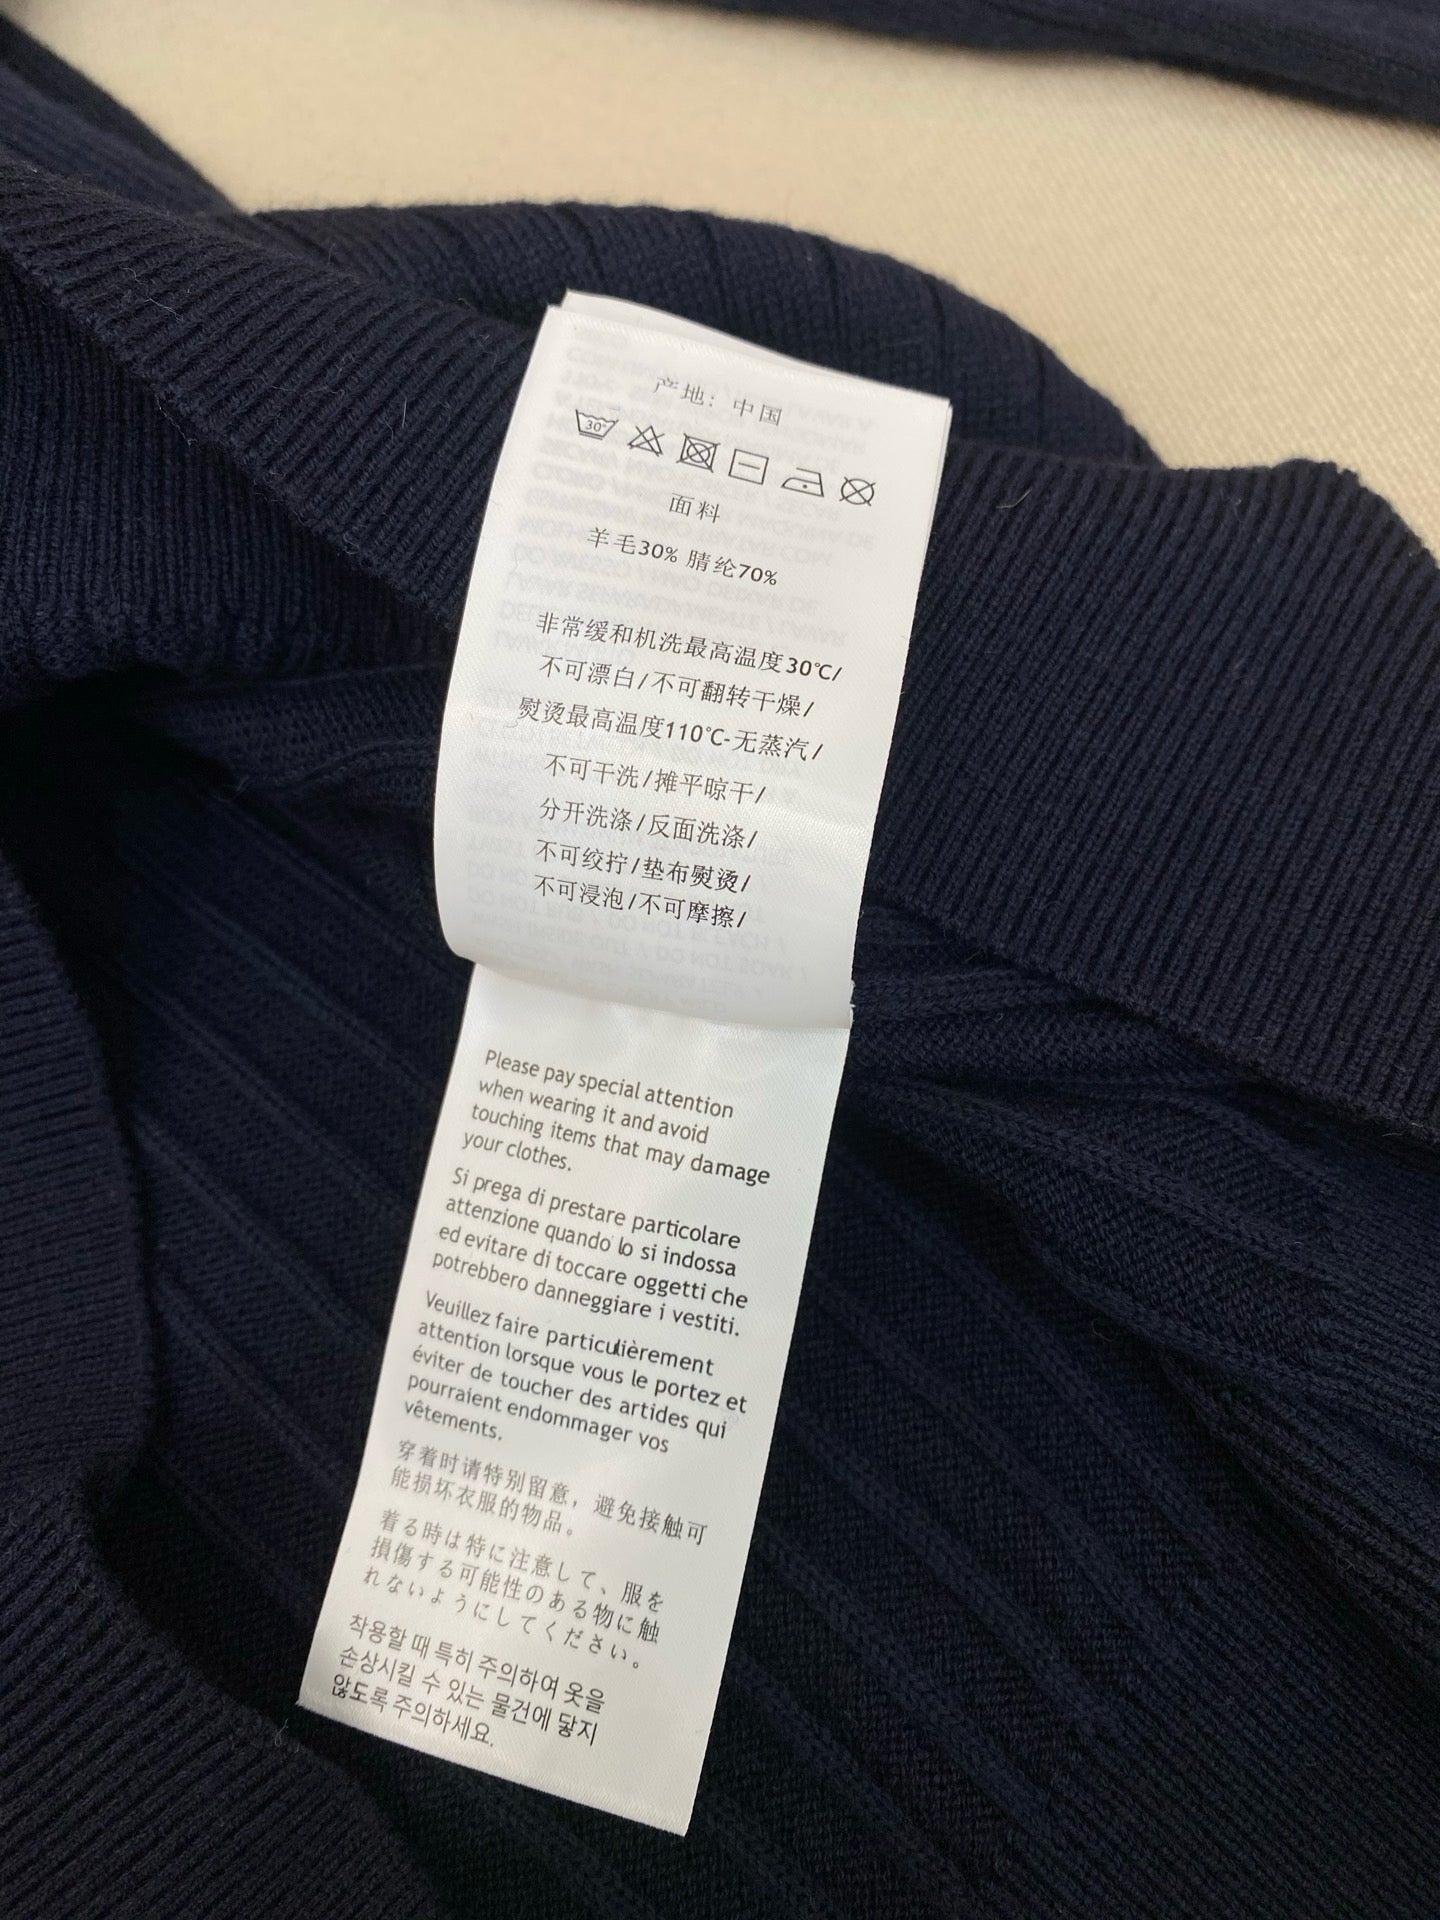 产地：中国
30°
面料
羊毛30% 腈纶70%
非常缓和机洗最高温度30℃/
不可漂白/不可翻转干燥/
熨烫最高温度110℃-无蒸汽/
不可干洗/摊平晾干/
分开洗涤/反面洗涤/
不可绞拧/垫布熨烫/
不可浸泡/不可摩擦/
Please pay special attention
when wearing it and avoid
touching items that may damage
your clothes.
Si prega di prestare particolare
attenzione quando lo si indossa
ed evitare di toccare oggetti che
potrebbero danneggiare i vestiti.
Veuillez faire particulièrement
attention lorsque vous le portez et
éviter de toucher des artides qui
pourraient endommager vos
vêtements.
穿着时请特别留意，避免接触可
能损坏衣服的物品。
着る時は特に注意して、服を
損傷する可能性のある物に触
れないようにしてください。
착용할 때 특히 주의하여 옷을
손상시킬 수 있는 물건에 닿지
않도록 주의하세요.